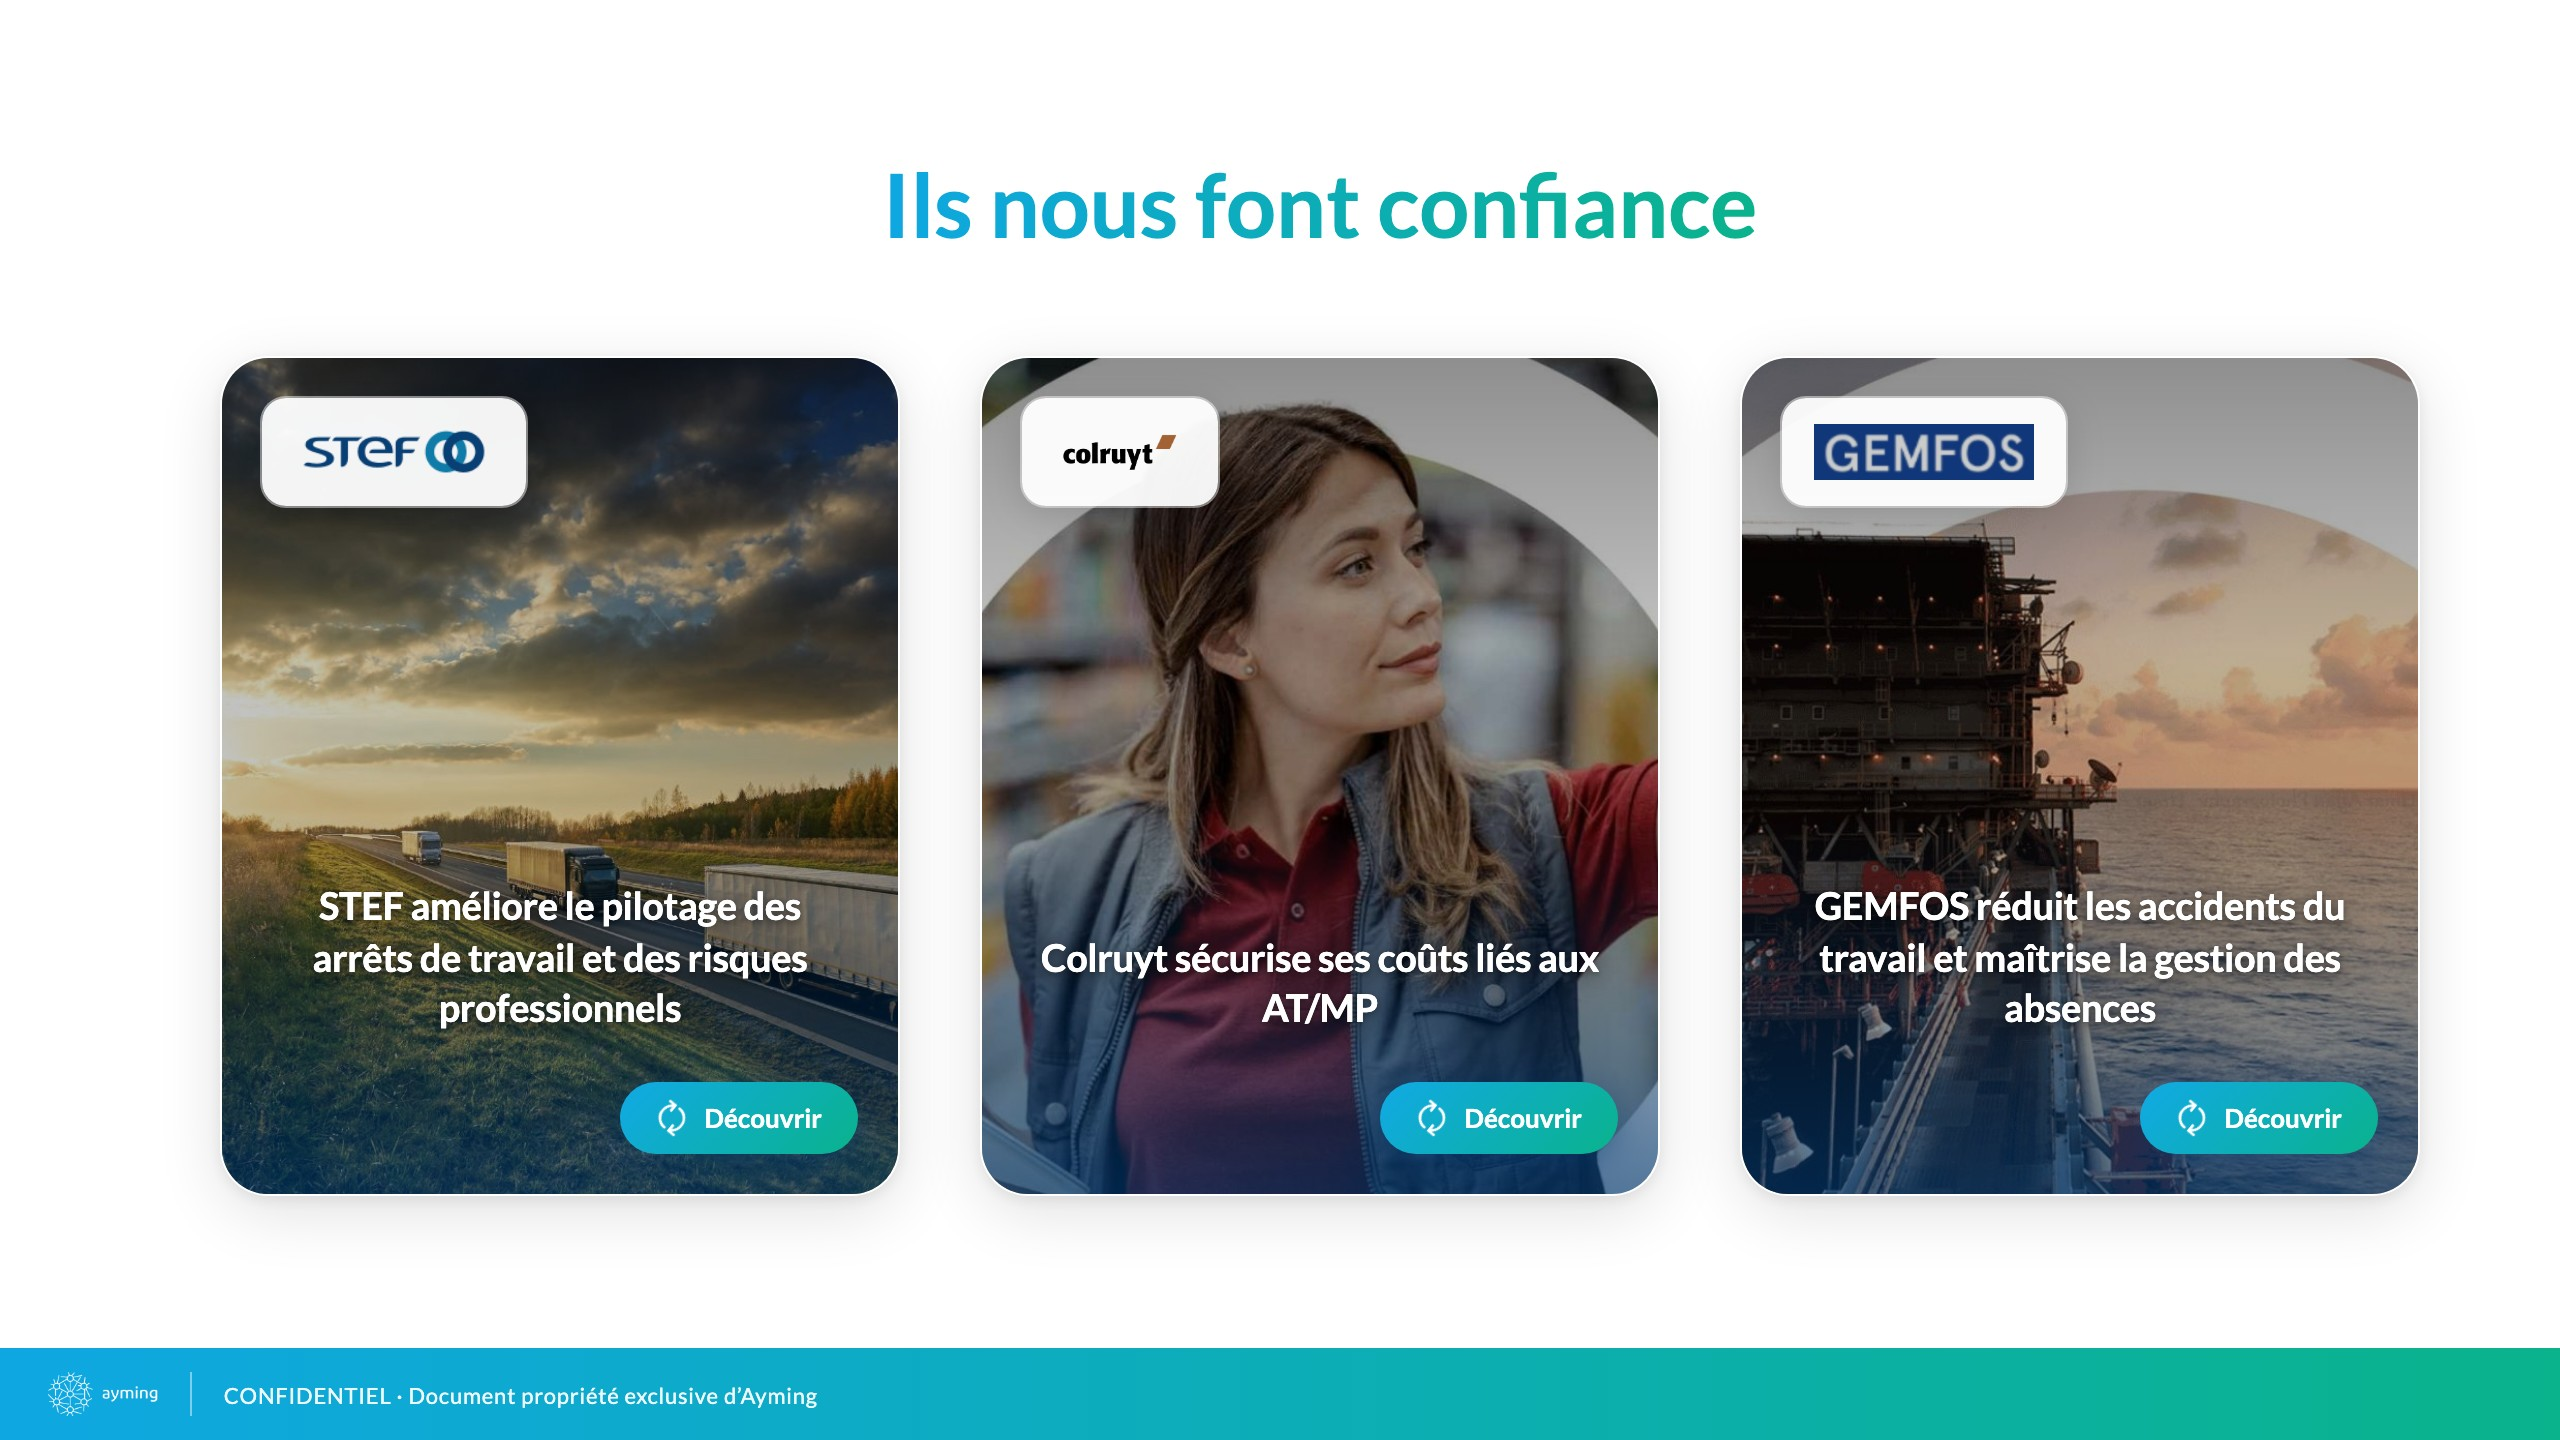 Ils nous font confiance
STEF
STEF améliore le pilotage des
arrêts de travail et des risques
professionnels
Découvrir
colruyt
Colruyt sécurise ses coûts liés aux
AT/MP
Découvrir
GEMFOS
GEMFOS réduit les accidents du
travail et maîtrise la gestion des
absences
Découvrir
ayming
CONFIDENTIEL · Document propriété exclusive d’Ayming